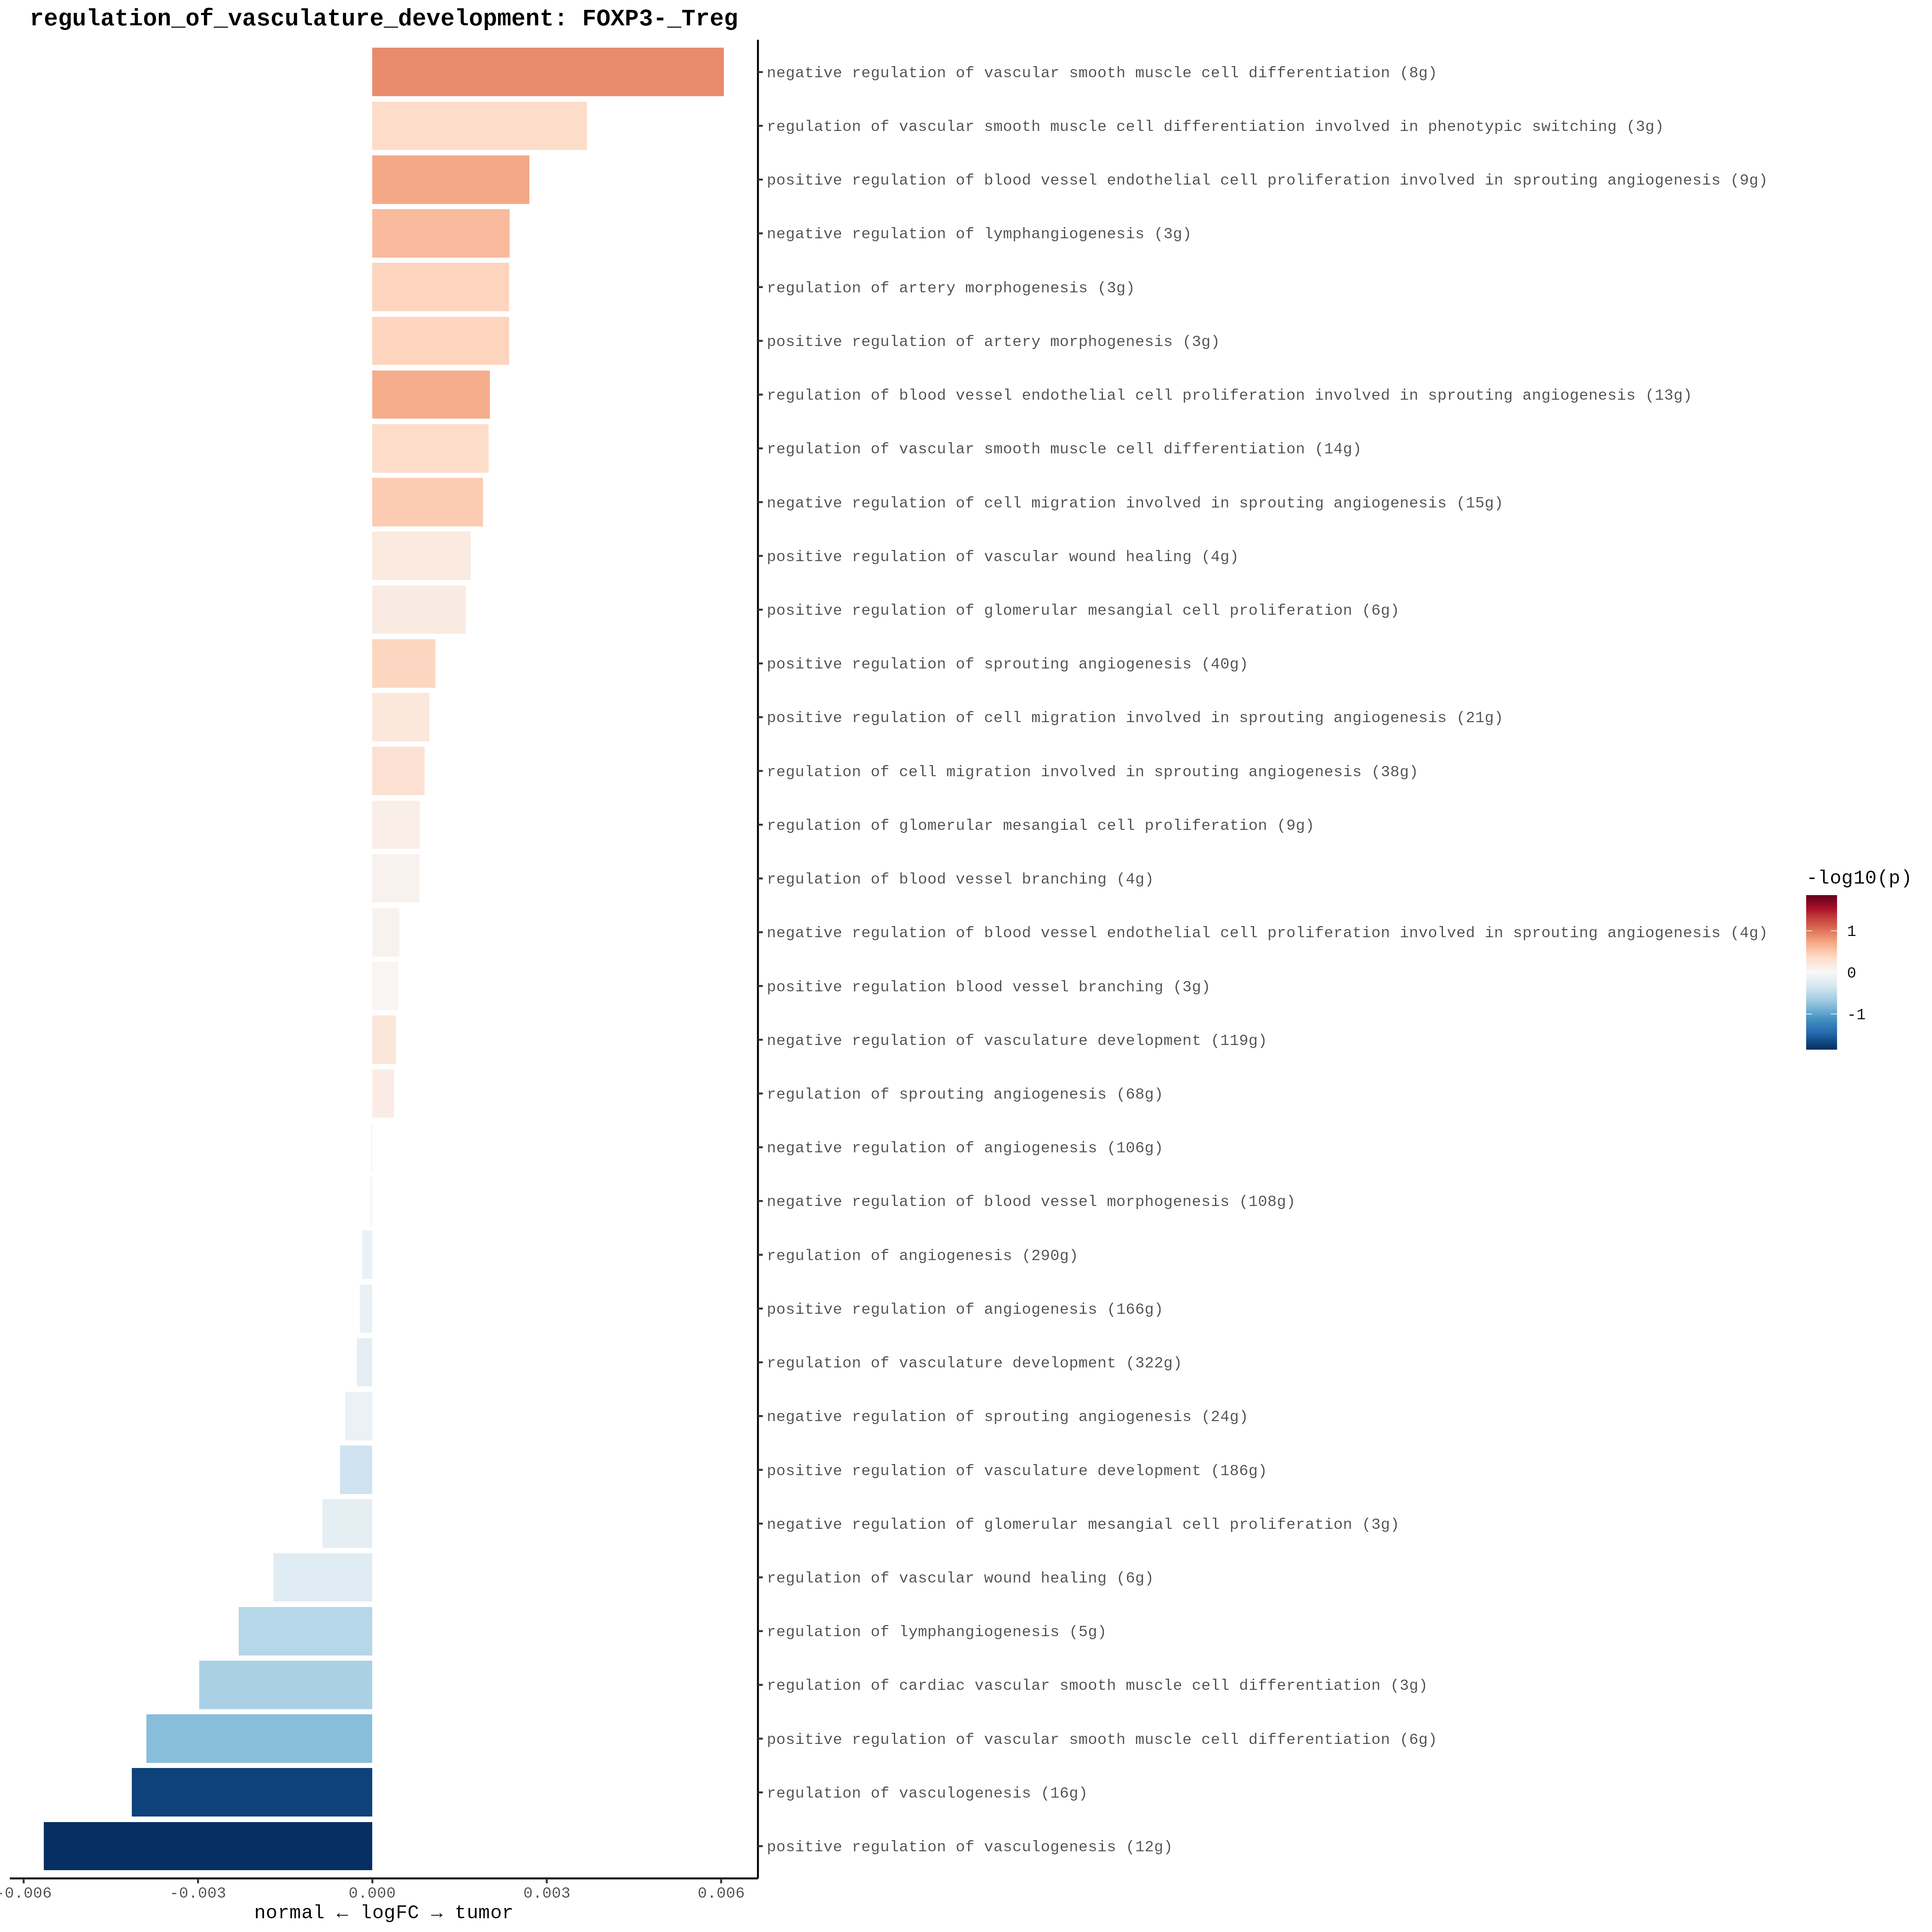 regulation_of_vasculature_development: FOXP3-_Treg
negative regulation of vascular smooth muscle cell differentiation (8g)
regulation of vascular smooth muscle cell differentiation involved in phenotypic switching (3g)
positive regulation of blood vessel endothelial cell proliferation involved in sprouting angiogenesis (9g)
negative regulation of lymphangiogenesis (3g)
regulation of artery morphogenesis (3g)
positive regulation of artery morphogenesis (3g)
regulation of blood vessel endothelial cell proliferation involved in sprouting angiogenesis (13g)
regulation of vascular smooth muscle cell differentiation (14g)
negative regulation of cell migration involved in sprouting angiogenesis (15g)
positive regulation of vascular wound healing (4g)
positive regulation of glomerular mesangial cell proliferation (6g)
positive regulation of sprouting angiogenesis (40g)
positive regulation of cell migration involved in sprouting angiogenesis (21g)
regulation of cell migration involved in sprouting angiogenesis (38g)
regulation of glomerular mesangial cell proliferation (9g)
regulation of blood vessel branching (4g)
negative regulation of blood vessel endothelial cell proliferation involved in sprouting angiogenesis (4g)
positive regulation blood vessel branching (3g)
negative regulation of vasculature development (119g)
regulation of sprouting angiogenesis (68g)
negative regulation of angiogenesis (106g)
negative regulation of blood vessel morphogenesis (108g)
regulation of angiogenesis (290g)
positive regulation of angiogenesis (166g)
regulation of vasculature development (322g)
negative regulation of sprouting angiogenesis (24g)
positive regulation of vasculature development (186g)
negative regulation of glomerular mesangial cell proliferation (3g)
regulation of vascular wound healing (6g)
regulation of lymphangiogenesis (5g)
regulation of cardiac vascular smooth muscle cell differentiation (3g)
positive regulation of vascular smooth muscle cell differentiation (6g)
regulation of vasculogenesis (16g)
positive regulation of vasculogenesis (12g)
-0.006 -0.003 0.000 0.003 0.006
normal ← logFC → tumor
-log10(p)
1
0
-1